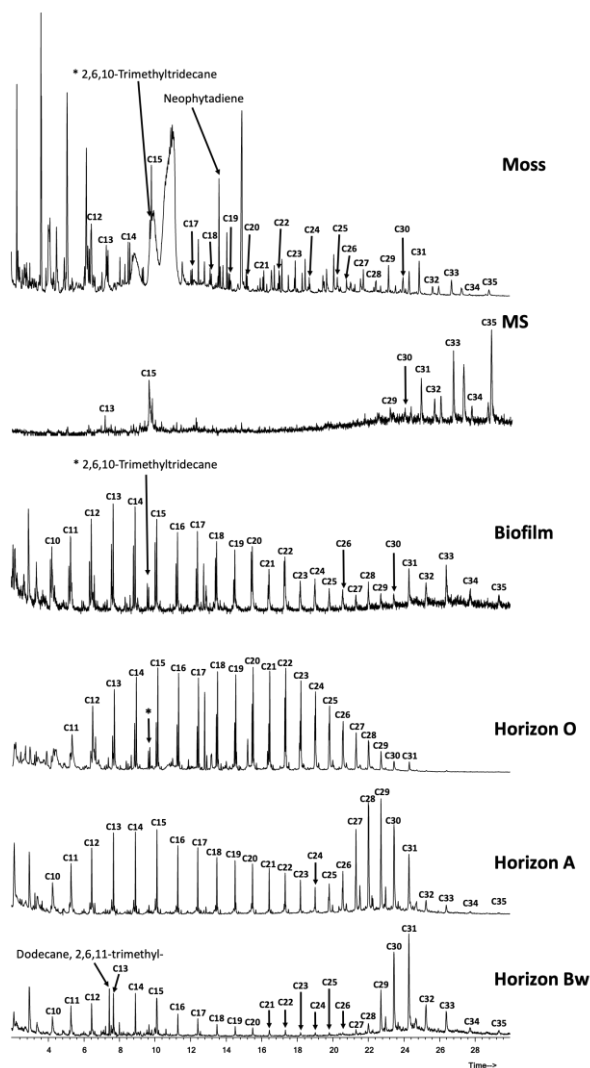 * 2,6,10-Trimethyltridecane
Neophytadiene
Moss
C12
C13
C14
C15
C17
C18
C19
C20
C21
C22
C23
C24
C25
C26
C27
C28
C29
C30
C31
C32
C33
C34
C35
MS
C13
C15
C29
C30
C31
C32
C33
C34
C35
* 2,6,10-Trimethyltridecane
Biofilm
C10
C11
C12
C13
C14
C15
C16
C17
C18
C19
C20
C21
C22
C23
C24
C25
C26
C27
C28
C29
C30
C31
C32
C33
C34
C35
Horizon O
C11
C12
C13
C14
*
C15
C16
C17
C18
C19
C20
C21
C22
C23
C24
C25
C26
C27
C28
C29
C30
C31
Horizon A
C10
C11
C12
C13
C14
C15
C16
C17
C18
C19
C20
C21
C22
C23
C24
C25
C26
C27
C28
C29
C30
C31
C32
C33
C34
C35
Horizon Bw
Dodecane, 2,6,11-trimethyl-
C10
C11
C12
C13
C14
C15
C16
C17
C18
C19
C20
C21
C22
C23
C24
C25
C26
C27
C28
C29
C30
C31
C32
C33
C34
C35
4 6 8 10 12 14 16 18 20 22 24 26 28
Time-->